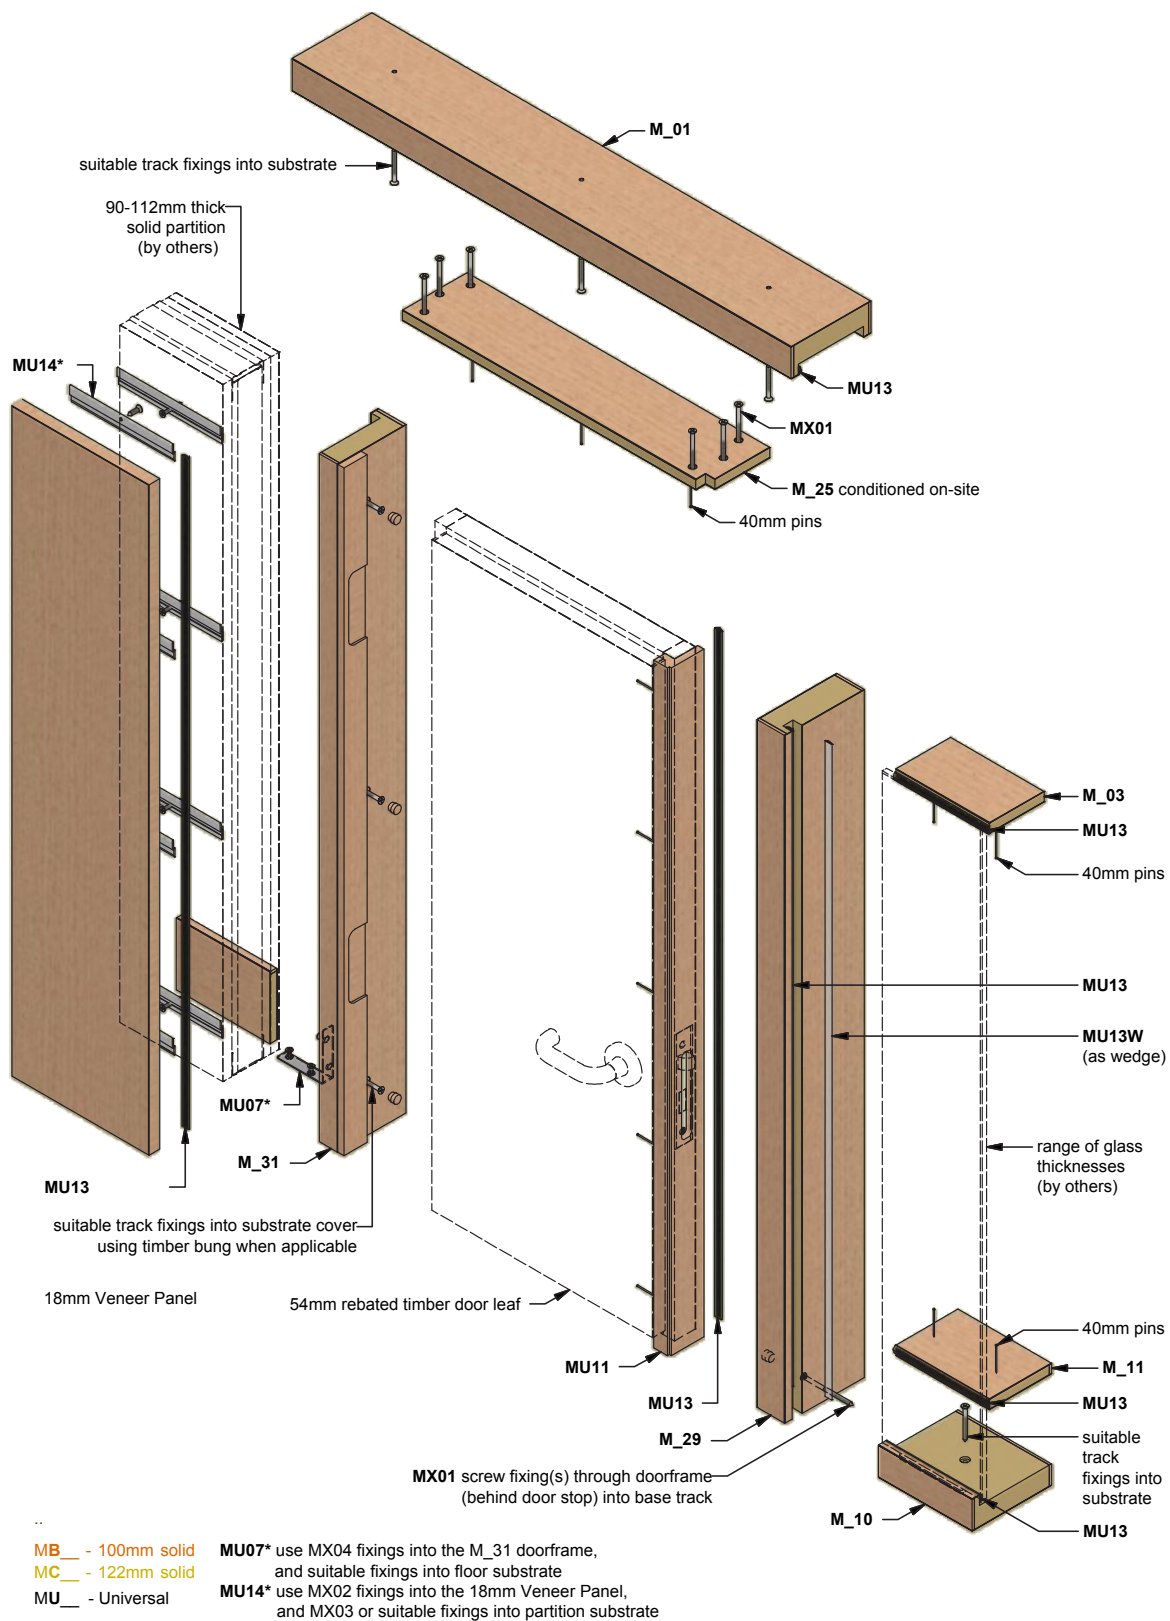 M_01
suitable track fixings into substrate
90-112mm thick
solid partition
(by others)
MU14*
MU13
MX01
M_25 conditioned on-site
40mm pins
M_03
MU13
40mm pins
MU13
MU13W
(as wedge)
MU07*
M_31
MU13
range of glass
thicknesses
(by others)
suitable track fixings into substrate cover
using timber bung when applicable
18mm Veneer Panel
54mm rebated timber door leaf
40mm pins
MU11
M_11
MU13
MU13
M_29
suitable
track
fixings into
substrate
MX01 screw fixing(s) through doorframe
(behind door stop) into base track
M_10
MU13
..
MB__ - 100mm solid
MC__ - 122mm solid
MU__ - Universal
MU07* use MX04 fixings into the M_31 doorframe,
and suitable fixings into floor substrate
MU14* use MX02 fixings into the 18mm Veneer Panel,
and MX03 or suitable fixings into partition substrate